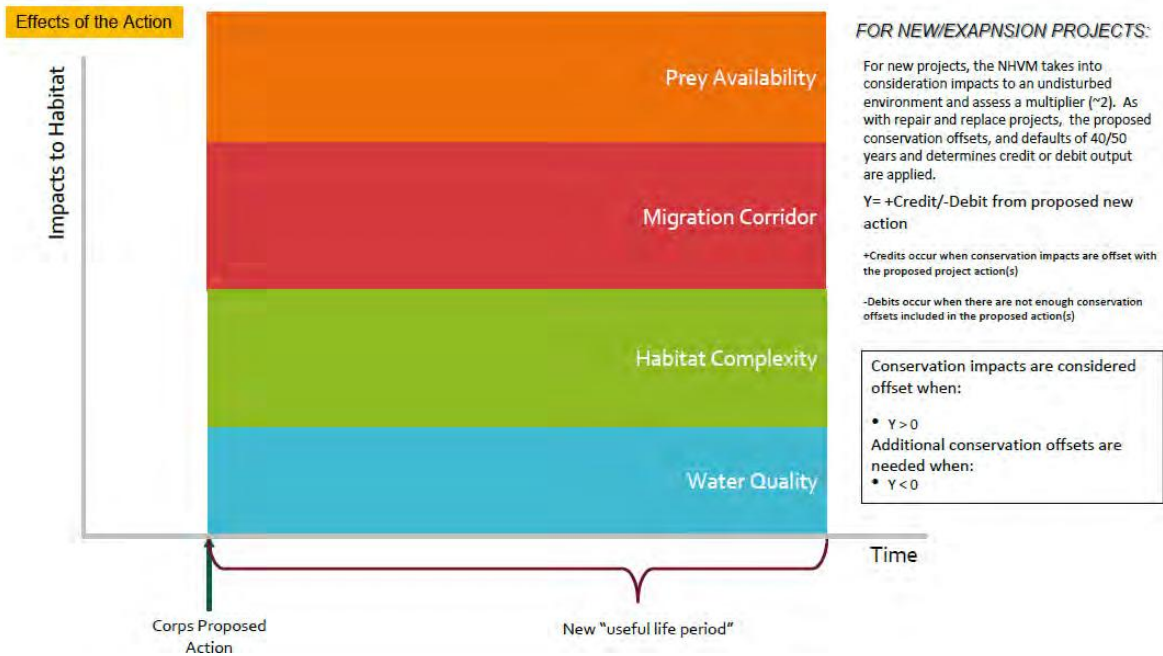 Effects of the Action
Impacts to Habitat
Prey Availability
Migration Corridor
Habitat Complexity
Water Quality
Time
Corps Proposed
Action
New "useful life period"
FOR NEW/EXAPNSION PROJECTS:
For new projects, the NHVM takes into
consideration impacts to an undisturbed
environment and assess a multiplier (~2). As
with repair and replace projects, the proposed
conservation offsets, and defaults of 40/50
years and determines credit or debit output
are applied.
Y= +Credit/-Debit from proposed new
action
+Credits occur when conservation impacts are offset with
the proposed project action(s)
-Debits occur when there are not enough conservation
offsets included in the proposed action(s)
Conservation impacts are considered
offset when:
• Y > 0
Additional conservation offsets are
needed when:
• Y < 0